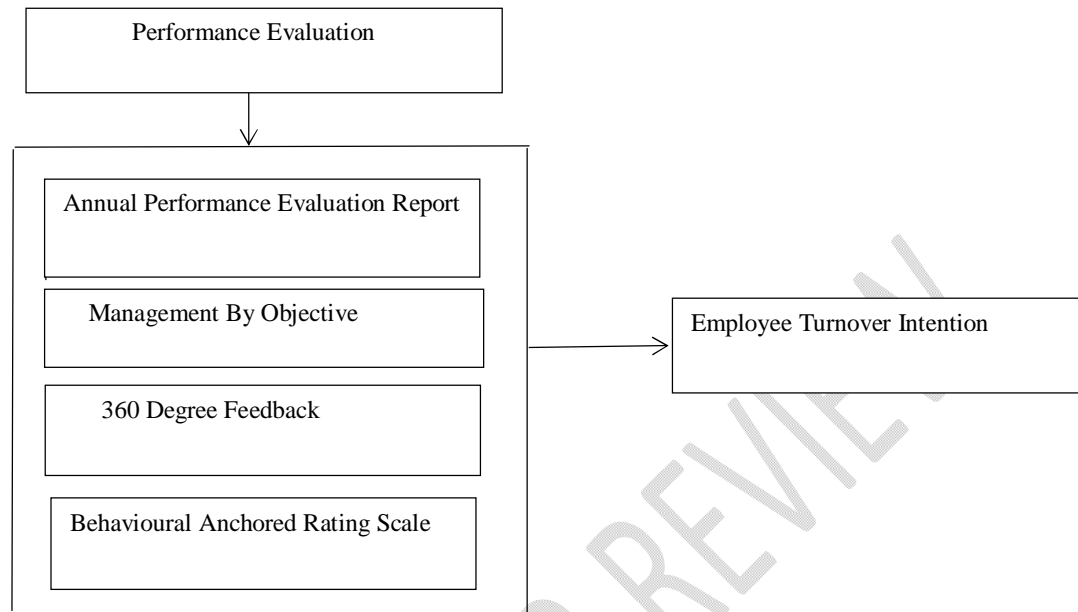 Performance Evaluation
Annual Performance Evaluation Report
Management By Objective
Employee Turnover Intention
360 Degree Feedback
Behavioural Anchored Rating Scale
REVIEW